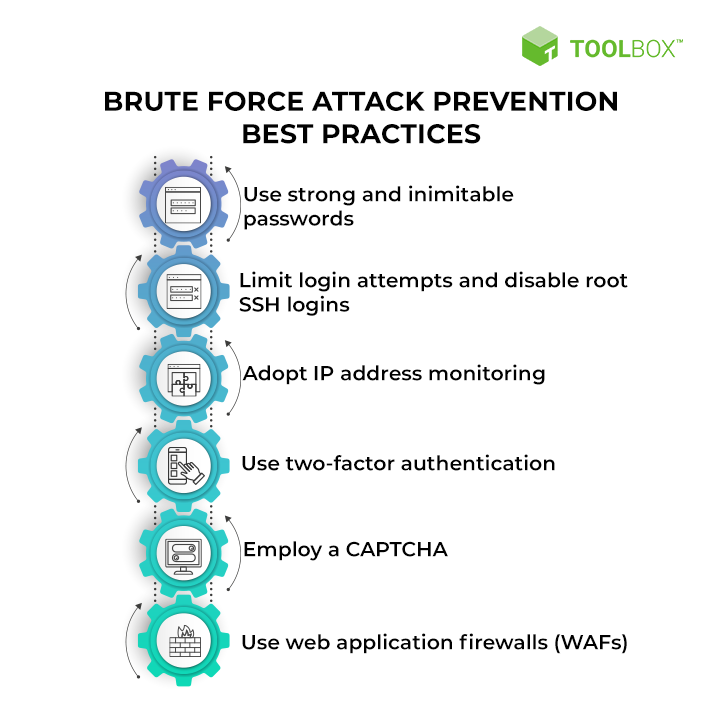 TOOLBOX™
BRUTE FORCE ATTACK PREVENTION
BEST PRACTICES
Use strong and inimitable
passwords
Limit login attempts and disable root
SSH logins
Adopt IP address monitoring
Use two-factor authentication
Employ a CAPTCHA
Use web application firewalls (WAFs)